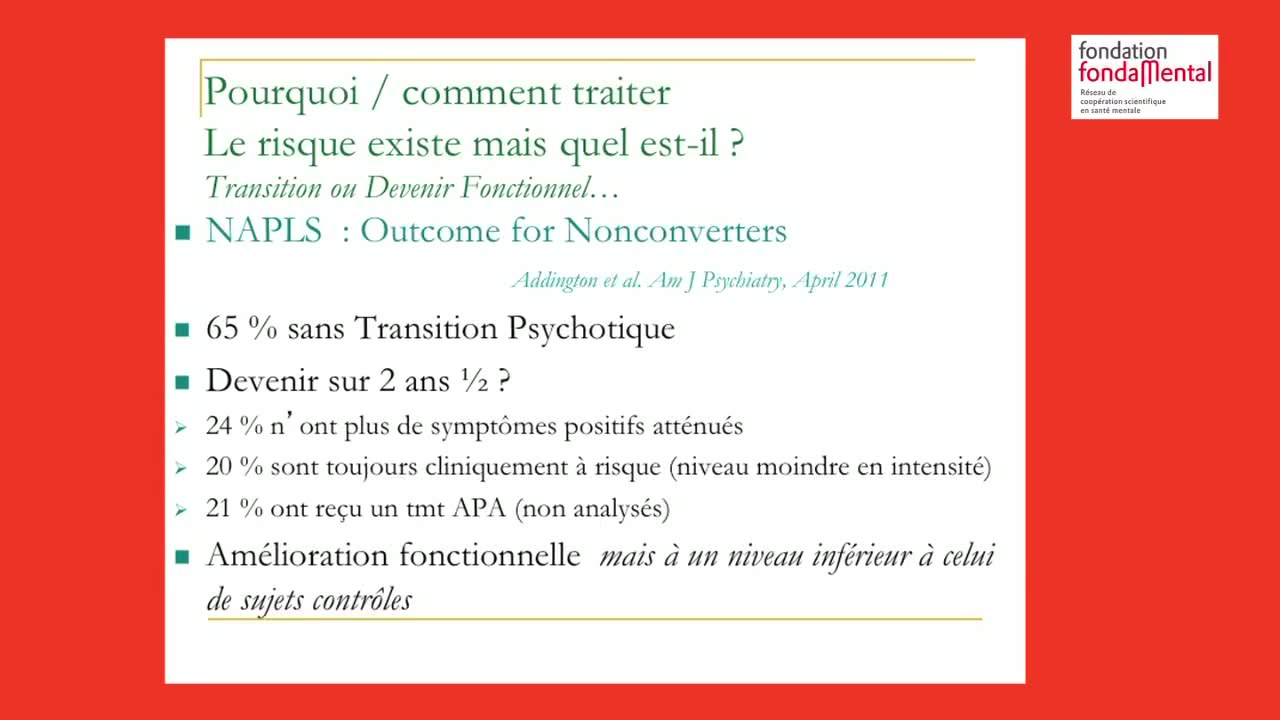 Pourquoi / comment traiter
Le risque existe mais quel est-il ?
Transition ou Devenir Fonctionnel…
NAPLS : Outcome for Nonconverters
Addington et al. Am J Psychiatry, April 2011
65 % sans Transition Psychotique
Devenir sur 2 ans ½ ?
24 % n’ont plus de symptômes positifs atténués
20 % sont toujours cliniquement à risque (niveau moindre en intensité)
21 % ont reçu un tmt APA (non analysés)
Amélioration fonctionnelle mais à un niveau inférieur à celui
de sujets contrôles
fondation
fondaMental
Réseau de
coopération scientifique
en santé mentale